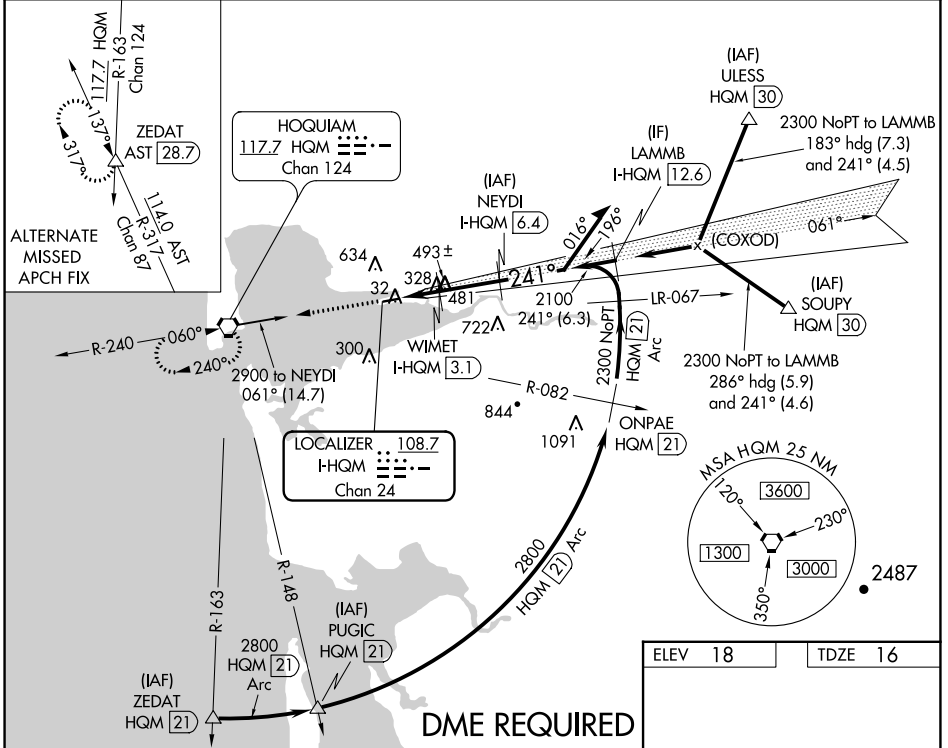 117.7 HQM
R-163
Chan 124
137°
317°
ZEDAT
AST 28.7
114.0 AST
R-317
Chan 87
ALTERNATE
MISSED
APCH FIX
HOQUIAM
117.7 HQM
Chan 124
(IAF)
ULESS
HQM 30
2300 NoPT to LAMMB
183° hdg (7.3)
and 241° (4.5)
(IF)
LAMMB
I-HQM 12.6
(IAF)
NEYDI
I-HQM 6.4
016°
196°
061°
(COXOD)
634
493±
328
32
481
241°
2100
241° (6.3)
LR-067
(IAF)
SOUPY
HQM 30
722
300
WIMET
I-HQM 3.1
R-240
060°
240°
2900 to NEYDI
061° (14.7)
2300 NoPT
HQM 21
Arc
2300 NoPT to LAMMB
286° hdg (5.9)
and 241° (4.6)
R-082
844
1091
ONPAE
HQM 21
LOCALIZER 108.7
I-HQM
Chan 24
MSA HQM 25 NM
120°
3600
230°
1300
3000
350°
2487
2800
HQM 21 Arc
R-163
R-148
(IAF)
PUGIC
HQM 21
2800
HQM 21
Arc
(IAF)
ZEDAT
HQM 21
DME REQUIRED
ELEV 18
TDZE 16